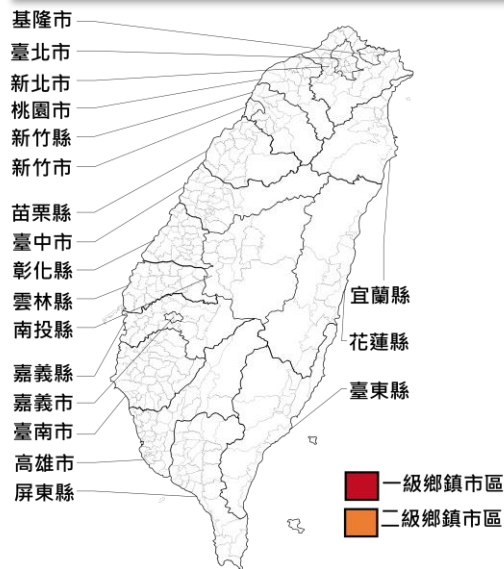 基隆市
臺北市
新北市
桃園市
新竹縣
新竹市
苗栗縣
臺中市
彰化縣
雲林縣
南投縣
嘉義縣
嘉義市
臺南市
高雄市
屏東縣
宜蘭縣
花蓮縣
臺東縣
一級鄉鎮市區
二級鄉鎮市區